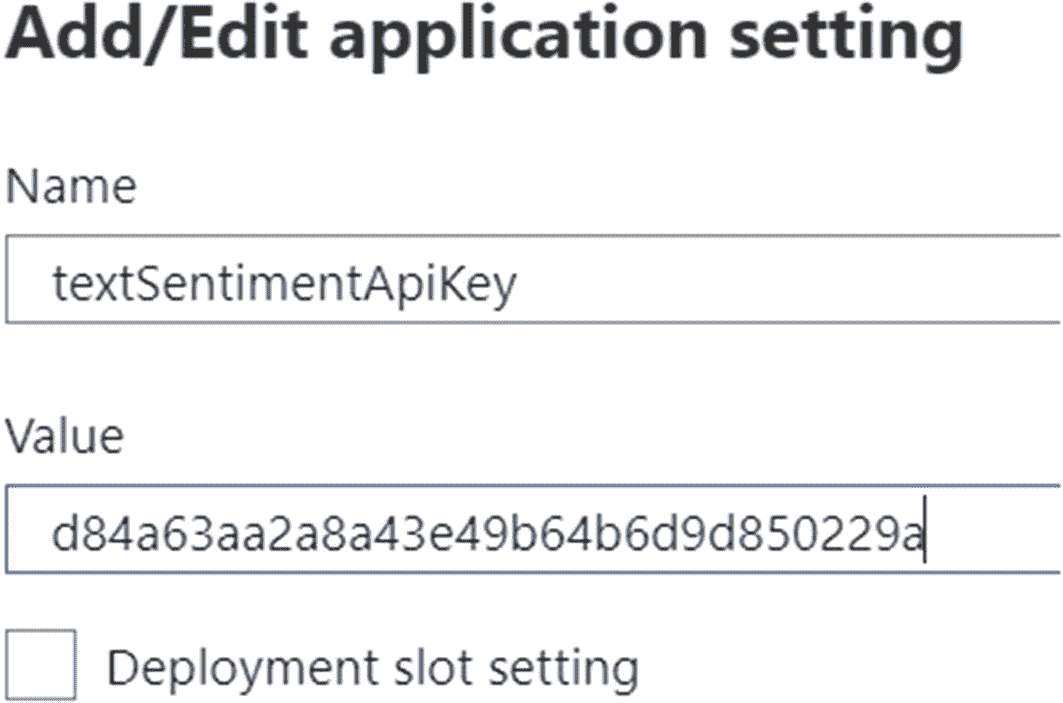 Add/Edit application setting
Name
textSentimentApiKey
Value
d84a63aa2a8a43e49b64b6d9d850229a
Deployment slot setting